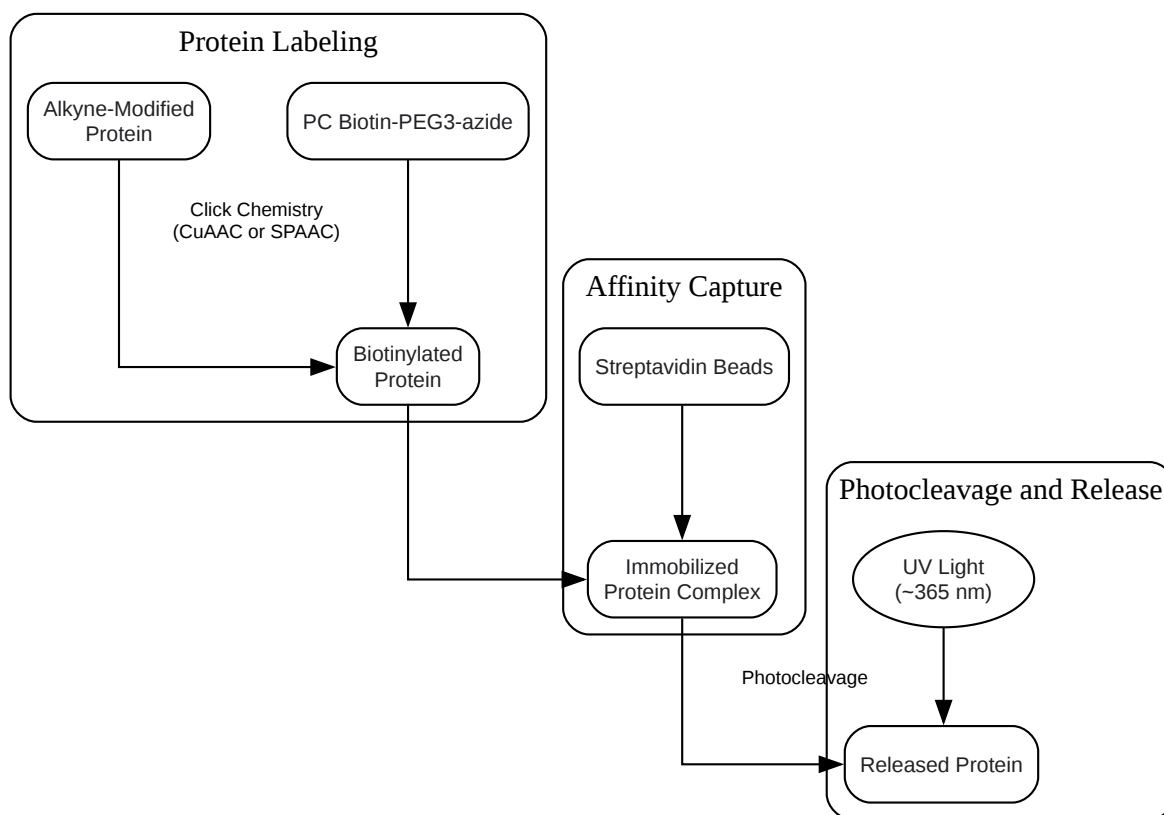 Protein Labeling
Alkyne-Modified
Protein
PC Biotin-PEG3-azide
Click Chemistry
(CuAAC or SPAAC)
Biotinylated
Protein
Affinity Capture
Streptavidin Beads
Immobilized
Protein Complex
Photocleavage and Release
UV Light
(~365 nm)
Photocleavage
Released Protein